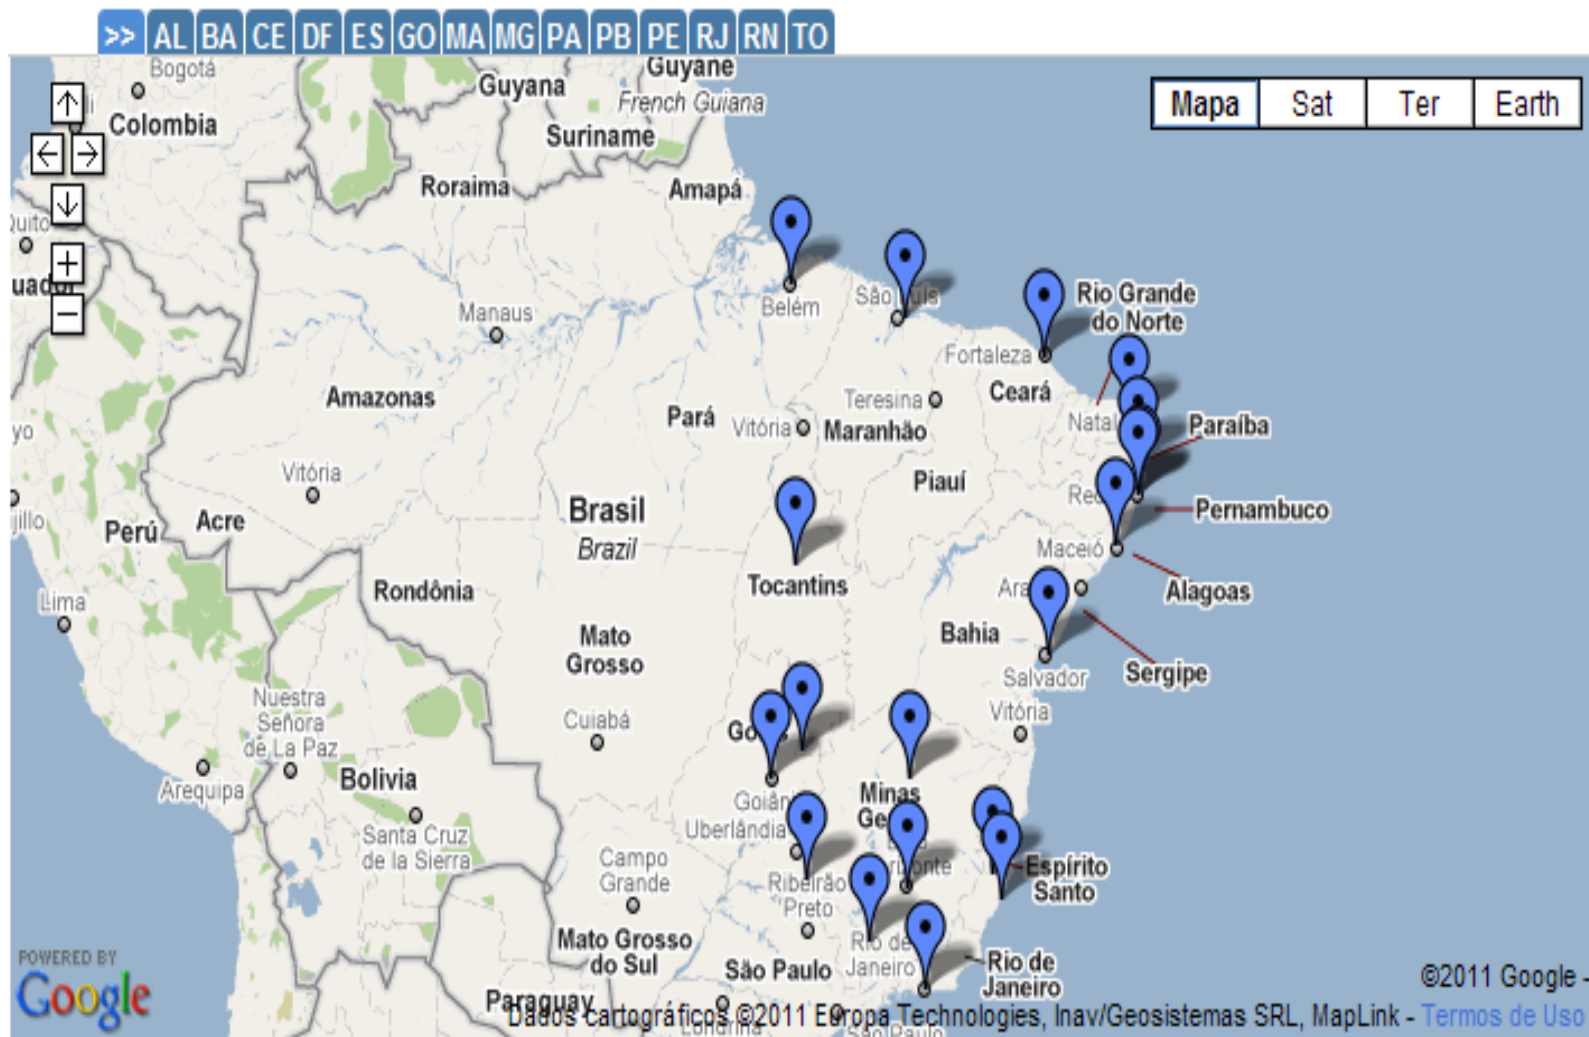 >> AL BA CE DF ES GO MA MG PA PB PE RJ RN TO
Bogotá
Colombia
Guyana
Guyane
French Guiana
Suriname
Mapa Sat Ter Earth
Roraima
Amapá
Quito
Belém
São Luís
Rio Grande
do Norte
Manaus
Fortaleza
Ceará
Amazonas
Pará
Teresina
Vitória
Maranhão
Natal
Paraíba
Vitória
Piauí
Brasil
Brazil
Perú
Acre
Pernambuco
Maceió
Tocantins
Alagoas
Rondônia
Lima
Mato
Grosso
Bahia
Salvador
Sergipe
Nuestra
Señora
de La Paz
Cuiabá
Vitória
Arequipa
Bolivia
Minas
Uberlândia
Santa Cruz
de la Sierra
Campo
Grande
Ribeirão
Preto
Espírito
Santo
Mato Grosso
do Sul
São Paulo
Rio de
Janeiro
Rio de
Janeiro
POWERED BY
Google
Paraguay
Londrina
São Paulo
©2011 Google -
Dados cartográficos ©2011 Europa Technologies, Inav/Geosistemas SRL, MapLink - Termos de Uso